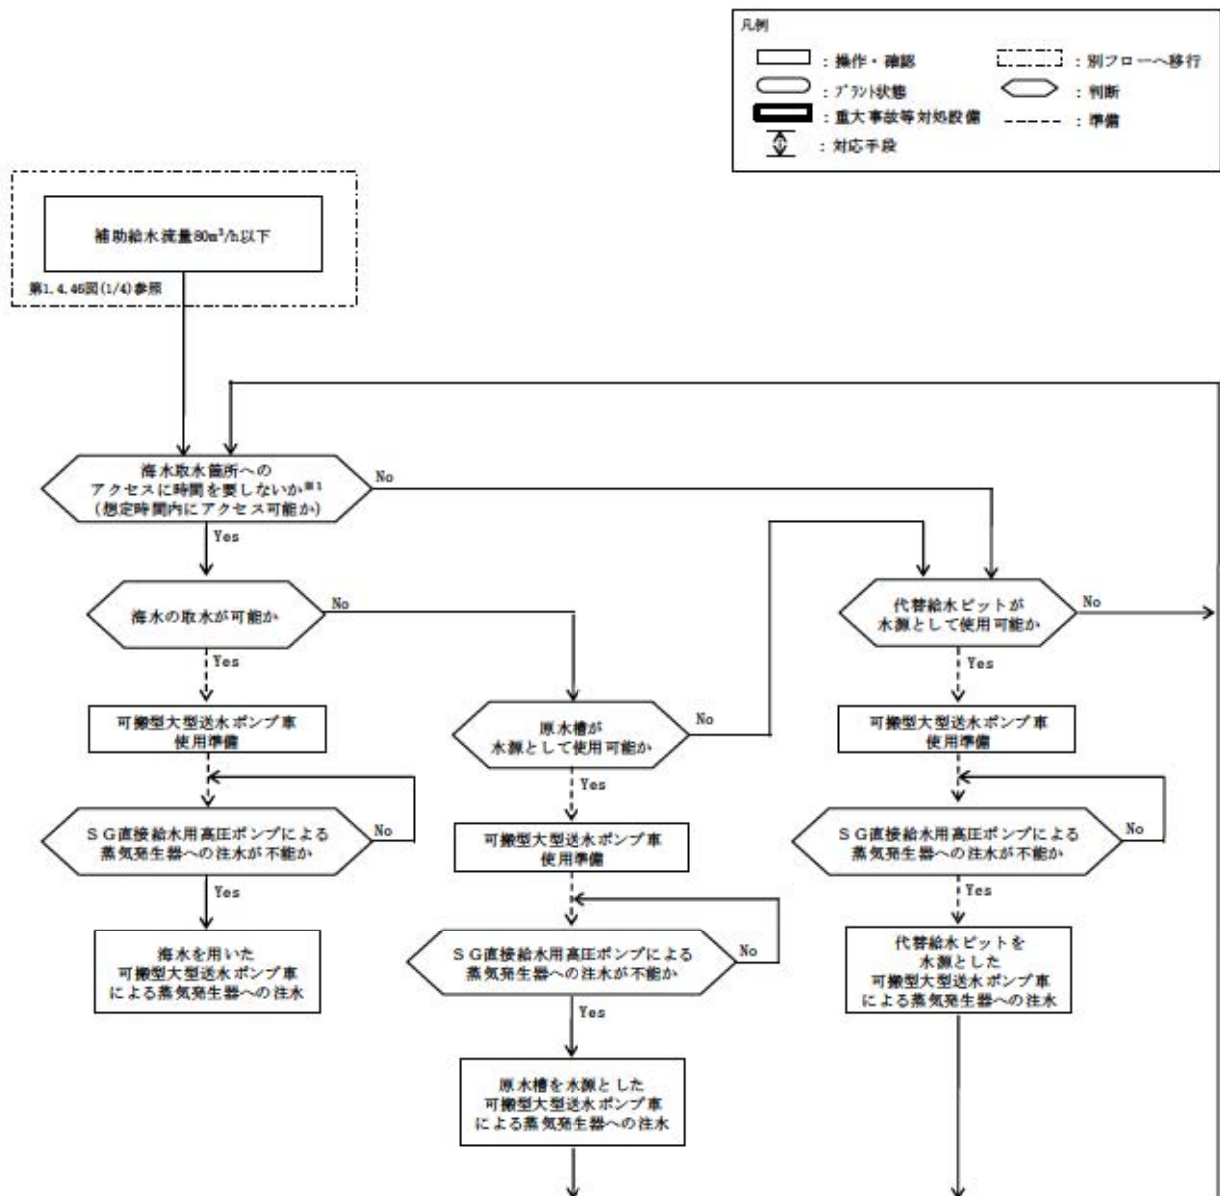 凡例
：操作・確認
：別フローへ移行
：プラント状態
：判断
：重大事故等対処設備
：準備
：対応手段
補助給水流量80m³/h以下
第1.4.46図(1/4)参照
海水取水箇所への
アクセスに時間を要しないか※1
（想定時間内にアクセス可能か）
No
Yes
海水の取水が可能か
No
Yes
可搬型大型送水ポンプ車
使用準備
ＳＧ直接給水用高圧ポンプによる
蒸気発生器への注水が不能か
No
Yes
海水を用いた
可搬型大型送水ポンプ車
による蒸気発生器への注水
原水槽が
水源として使用可能か
No
Yes
可搬型大型送水ポンプ車
使用準備
ＳＧ直接給水用高圧ポンプによる
蒸気発生器への注水が不能か
No
Yes
原水槽を水源とした
可搬型大型送水ポンプ車
による蒸気発生器への注水
代替給水ピットが
水源として使用可能か
No
Yes
可搬型大型送水ポンプ車
使用準備
ＳＧ直接給水用高圧ポンプによる
蒸気発生器への注水が不能か
No
Yes
代替給水ピットを
水源とした
可搬型大型送水ポンプ車
による蒸気発生器への注水